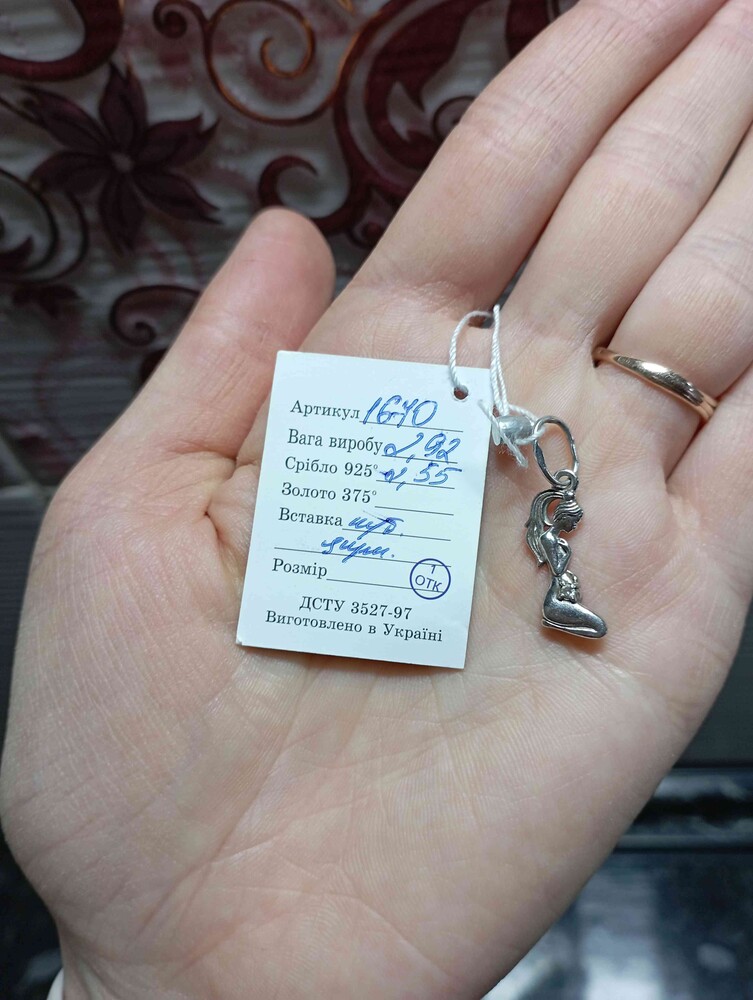 Артикул 1640
Вага виробу 2,92
Срібло 925° 2,55
Золото 375°
Вставка куб.
цирк.
Розмір
1
ОТК
ДСТУ 3527-97
Виготовлено в Україні